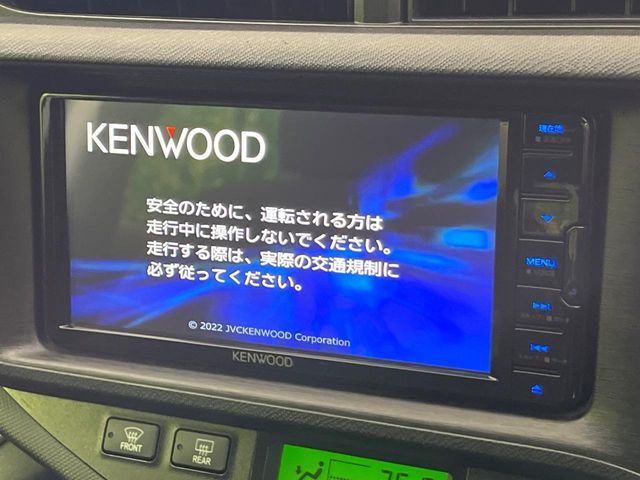 KENWOOD
安全のために、運転される方は
走行中に操作しないでください。
走行する際は、実際の交通規制に
必ず従ってください。
© 2022 JVCKENWOOD Corporation
KENWOOD
現在地
MENU
FRONT
REAR